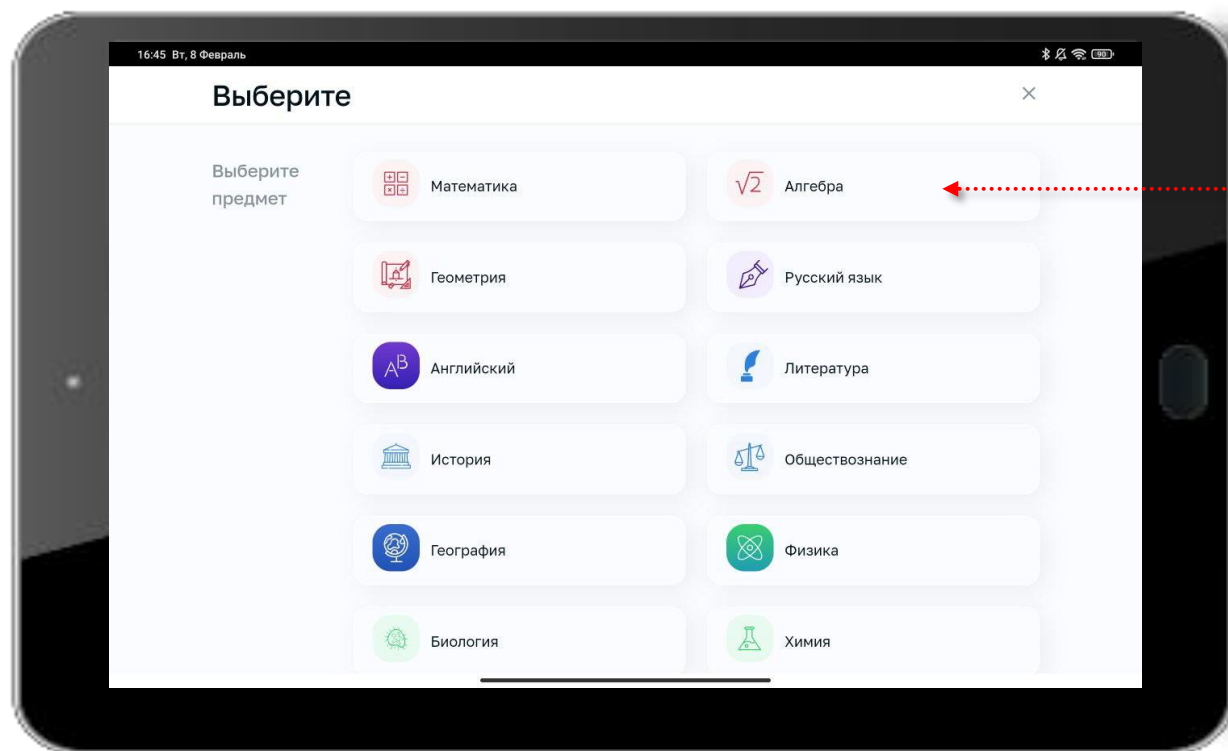 16:45 Вт, 8 Февраль
90
Выберите
Выберите
предмет
Математика
√2 Алгебра
Геометрия
Русский язык
AB Английский
Литература
История
Обществознание
География
Физика
Биология
Химия